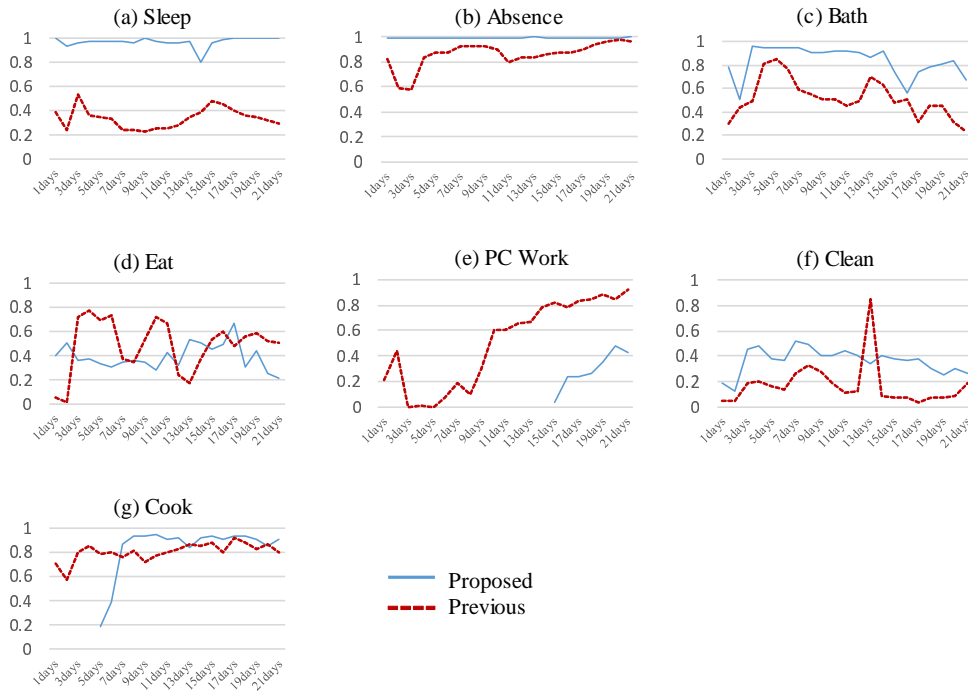 (a) Sleep
1
0.8
0.6
0.4
0.2
0
1days
3days
5days
7days
9days
11days
13days
15days
17days
19days
21days
(b) Absence
1
0.8
0.6
0.4
0.2
0
1days
3days
5days
7days
9days
11days
13days
15days
17days
19days
21days
(c) Bath
1
0.8
0.6
0.4
0.2
0
1days
3days
5days
7days
9days
11days
13days
15days
17days
19days
21days
(d) Eat
1
0.8
0.6
0.4
0.2
0
1days
3days
5days
7days
9days
11days
13days
15days
17days
19days
21days
(e) PC Work
1
0.8
0.6
0.4
0.2
0
1days
3days
5days
7days
9days
11days
13days
15days
17days
19days
21days
(f) Clean
1
0.8
0.6
0.4
0.2
0
1days
3days
5days
7days
9days
11days
13days
15days
17days
19days
21days
(g) Cook
1
0.8
0.6
0.4
0.2
0
1days
3days
5days
7days
9days
11days
13days
15days
17days
19days
21days
Proposed
Previous